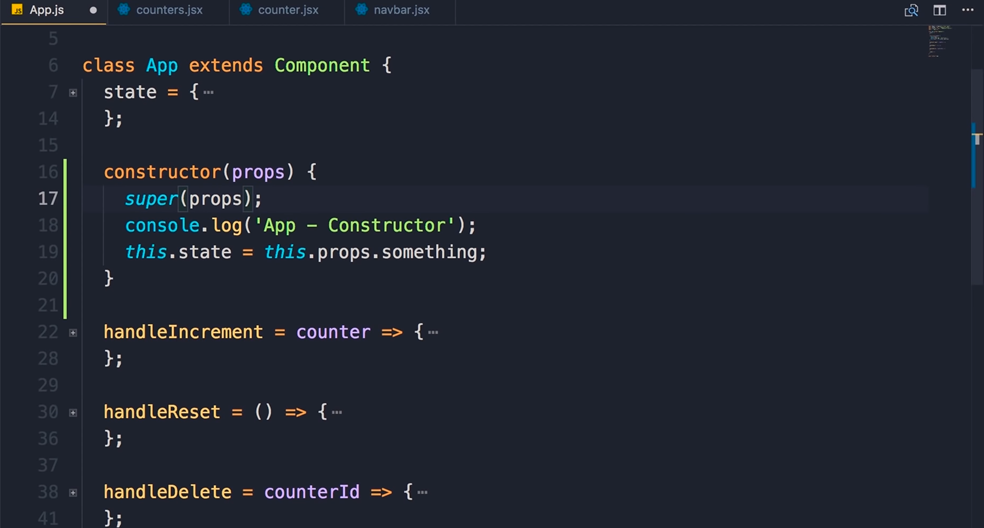 JS App.js ● counters.jsx counter.jsx navbar.jsx ···
5
6 class App extends Component {
7 state = {···
14 };
15
16 constructor(props) {
17 super(props);
18 console.log('App – Constructor');
19 this.state = this.props.something;
20 }
21
22 handleIncrement = counter => {···
28 };
29
30 handleReset = () => {···
36 };
37
38 handleDelete = counterId => {···
41 };